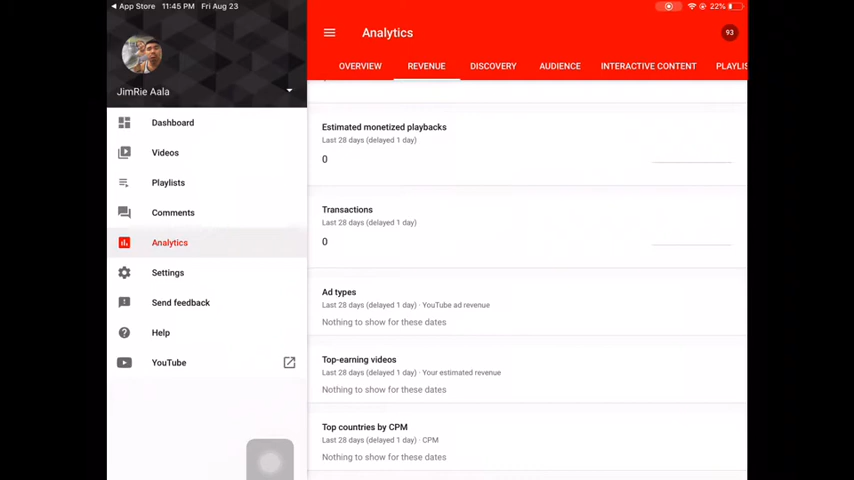 App Store 11:45 PM Fri Aug 23
22%
JimRie Aala
Dashboard
Videos
Playlists
Comments
Analytics
Settings
Send feedback
Help
YouTube
Analytics
93
OVERVIEW REVENUE DISCOVERY AUDIENCE INTERACTIVE CONTENT PLAYLIS
Estimated monetized playbacks
Last 28 days (delayed 1 day)
0
Transactions
Last 28 days (delayed 1 day)
0
Ad types
Last 28 days (delayed 1 day) · YouTube ad revenue
Nothing to show for these dates
Top-earning videos
Last 28 days (delayed 1 day) · Your estimated revenue
Nothing to show for these dates
Top countries by CPM
Last 28 days (delayed 1 day) · CPM
Nothing to show for these dates